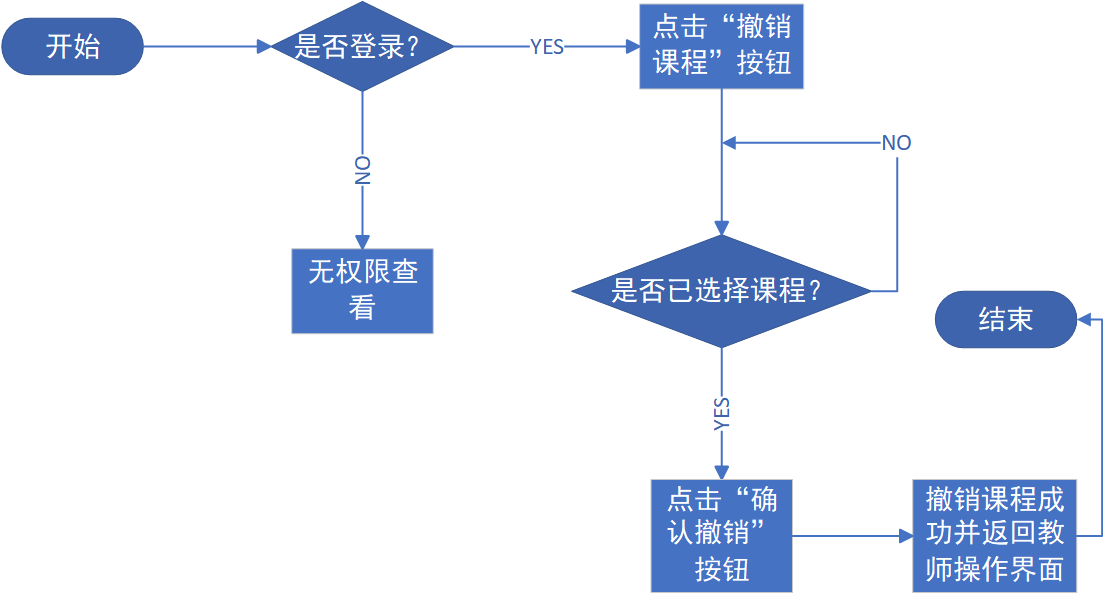 开始
是否登录？
YES
点击“撤销
课程”按钮
NO
NO
无权限查
看
是否已选择课程？
结束
YES
点击“确
认撤销”
按钮
撤销课程成
功并返回教
师操作界面